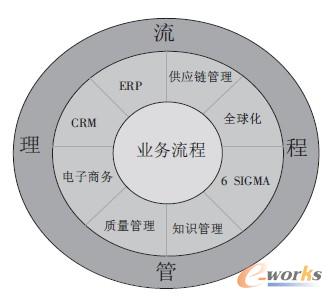 流
程
管
理
业务流程
供应链管理
全球化
6 SIGMA
知识管理
质量管理
电子商务
CRM
ERP
e-works